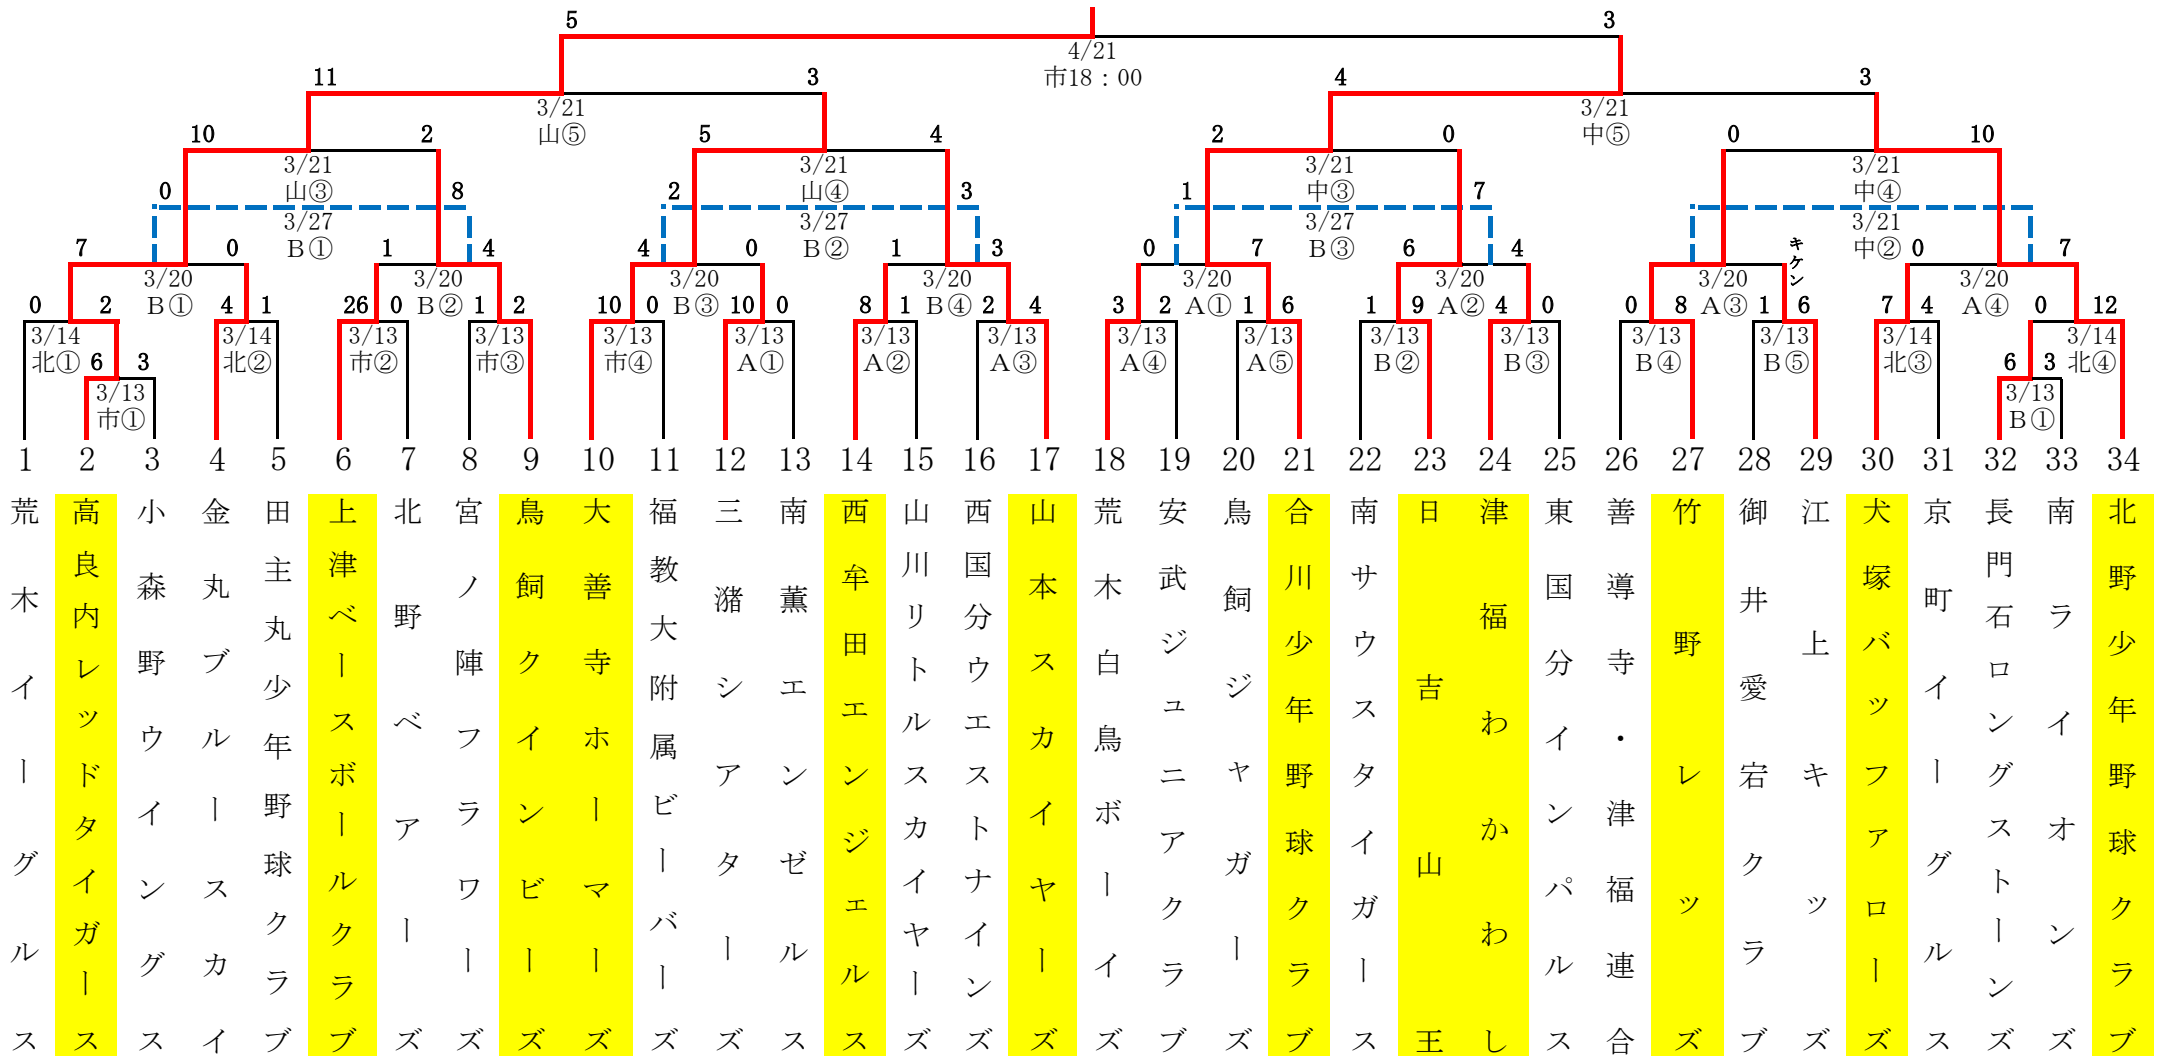 5 3
4/21
市18：00
11 3 4 3
3/21 3/21
山⑤ 中⑤
10 2 5 4 2 0 0 10
3/21 3/21 3/21 3/21
山③ 山④ 中③ 中④
0 8 2 3 1 7
3/27 3/27 3/27 3/21
B① B② B③ 中②
7 0 1 4 4 0 1 3 0 7 6 4 キケン 0 7
3/20 3/20 3/20 3/20 3/20 3/20 3/20 3/20
B① B② B③ B④ A① A② A③ A④
0 2 4 1 26 0 1 2 10 0 10 0 8 1 2 4 3 2 1 6 1 9 4 0 0 8 1 6 7 4 0 12
3/14 3/14 3/13 3/13 3/13 3/13 3/13 3/13 3/13 3/13 3/13 3/13 3/13 3/13 3/14 3/14
北① 北② 市② 市③ 市④ A① A② A③ A④ A⑤ B② B③ B④ B⑤ 北③ 北④
6 3 6 3
3/13 3/13
市① B①
1 2 3 4 5 6 7 8 9 10 11 12 13 14 15 16 17 18 19 20 21 22 23 24 25 26 27 28 29 30 31 32 33 34
荒木イーグルス
高良内レッドタイガース
小森野ウイングス
金丸ブルースカイ
田主丸少年野球クラブ
上津ベースボールクラブ
北野ベアーズ
宮ノ陣フラワーズ
鳥飼クインビーズ
大善寺ホーマーズ
福教大附属ビーバーズ
三潴シアターズ
南薫エンゼルス
西牟田エンジェルス
山川リトルスカイヤーズ
西国分ウエストナインズ
山本スカイヤーズ
荒木白鳥ボーイズ
安武ジュニアクラブ
鳥飼ジャガーズ
合川少年野球クラブ
南サウスタイガース
日吉山王
津福わかわし
東国分インパルス
善導寺・津福連合
竹野レッズ
御井愛宕クラブ
江上キッズ
犬塚バッファローズ
京町イーグルス
長門石ロングストーンズ
南ライオンズ
北野少年野球クラブ